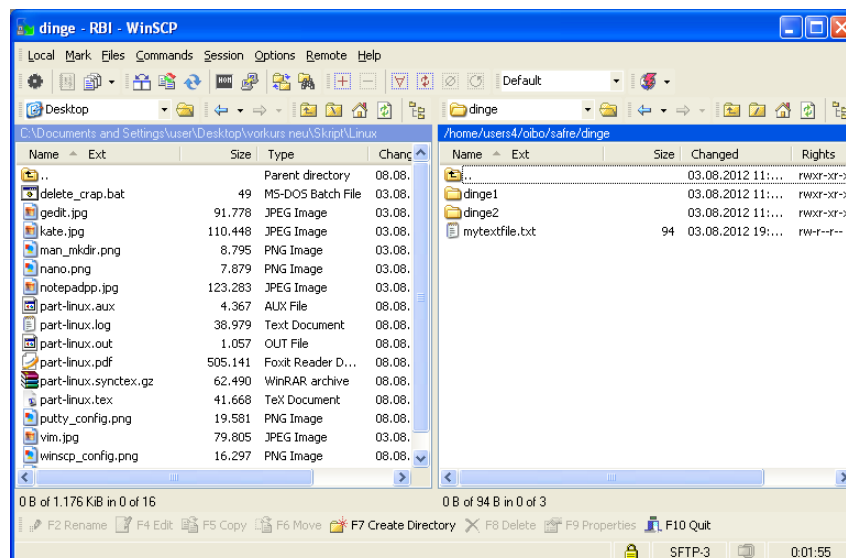 dinge - RBI - WinSCP
Local Mark Files Commands Session Options Remote Help
Default
Desktop dinge
C:\Documents and Settings\user\Desktop\vorkurs neu\Skript\Linux /home/users4/oibo/safre/dinge
Name Ext Size Type Chang Name Ext Size Changed Rights
.. Parent directory 08.08. .. 03.08.2012 11:... rwxr-xr-x
delete_crap.bat 49 MS-DOS Batch File 03.08. dinge1 03.08.2012 11:... rwxr-xr-x
gedit.jpg 91.778 JPEG Image 03.08. dinge2 03.08.2012 11:... rwxr-xr-x
kate.jpg 110.448 JPEG Image 03.08. mytextfile.txt 94 03.08.2012 19:... rw-r--r--
man_mkdir.png 8.795 PNG Image 03.08.
nano.png 7.879 PNG Image 03.08.
notepadpp.jpg 123.283 JPEG Image 03.08.
part-linux.aux 4.367 AUX File 08.08.
part-linux.log 38.979 Text Document 08.08.
part-linux.out 1.057 OUT File 08.08.
part-linux.pdf 505.141 Foxit Reader D... 08.08.
part-linux.synctex.gz 62.490 WinRAR archive 08.08.
part-linux.tex 41.668 TeX Document 08.08.
putty_config.png 19.581 PNG Image 08.08.
vim.jpg 79.805 JPEG Image 03.08.
winscp_config.png 16.297 PNG Image 08.08.
0 B of 1.176 KiB in 0 of 16 0 B of 94 B in 0 of 3
F2 Rename F4 Edit F5 Copy F6 Move F7 Create Directory F8 Delete F9 Properties F10 Quit
SFTP-3 0:01:55